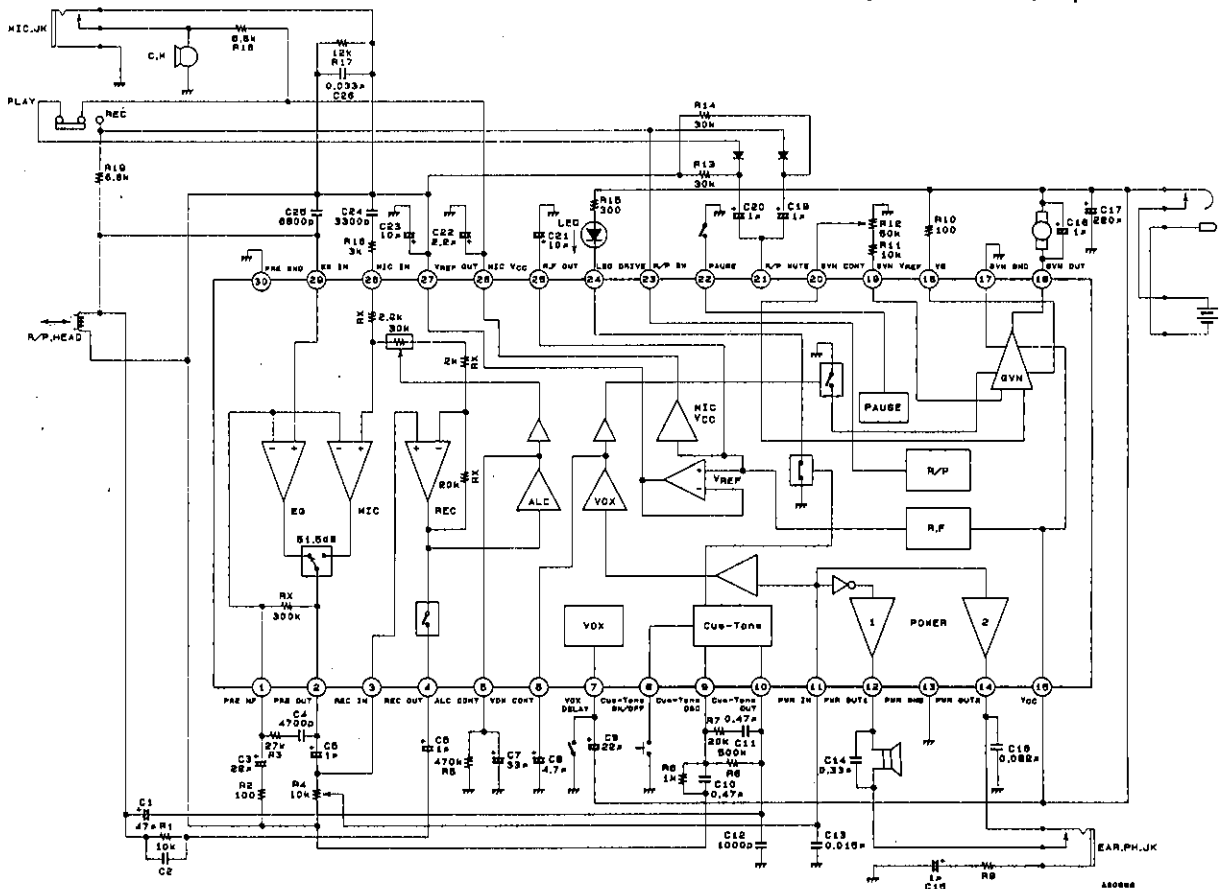 MIC.JK
6.8k
R18
C.M
12k
R17
0.033μ
C26
PLAY
REC
R14
30k
R13
30k
R19
6.8k
C25
6800p
C24
3300p
R16
3k
C23
10μ
C22
2.2μ
C21
10μ
LED
R15
300
C20
1μ
C19
1μ
R12
50k
R11
10k
R10
100
C18
1μ
C17
220μ
PRE GND
EQ IN
MIC IN
VREF OUT
MIC VCC
R.F OUT
LED DRIVE
R/P SW
PAUSE
R/P MUTE
GVN CONT
GVN VREF
GVN GND
GVN OUT
30
29
28
27
26
25
24
23
22
21
20
19
17
18
R/P.HEAD
RX
2.2k
30k
2k
RX
20k
RX
EQ
MIC
REC
ALC
VOX
MIC
VCC
VREF
PAUSE
GVN
R/P
R.F
51.5dB
RX
300k
VOX
Cue-Tone
1
POWER
2
1
2
3
4
5
6
7
8
9
10
11
12
13
14
15
PRE NF
PRE OUT
REC IN
REC OUT
ALC CONT
VOX CONT
VOX
DELAY
Cue-Tone
ON/OFF
Cue-Tone
OSC
Cue-Tone
OUT
PWR IN
PWR OUT1
PWR GND
PWR OUT2
VCC
C4
4700p
27k
R3
C5
1μ
C3
22μ
R2
100
R4
10k
C1
47μ
R1
10k
C2
C6
1μ
470k
R5
C7
33μ
C8
4.7μ
C9
22μ
R7
20k
0.47μ
C11
500k
R6
1k
C10
0.47μ
C12
1000p
C13
0.015μ
C14
0.33μ
C16
0.082μ
EAR.PH.JK
1μ
C15
R9